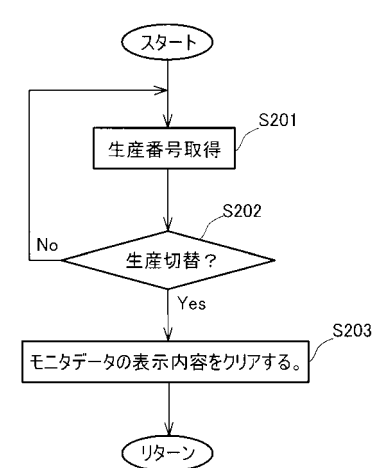 スタート
S201
生産番号取得
S202
生産切替？
No
Yes
S203
モニタデータの表示内容をクリアする。
リターン